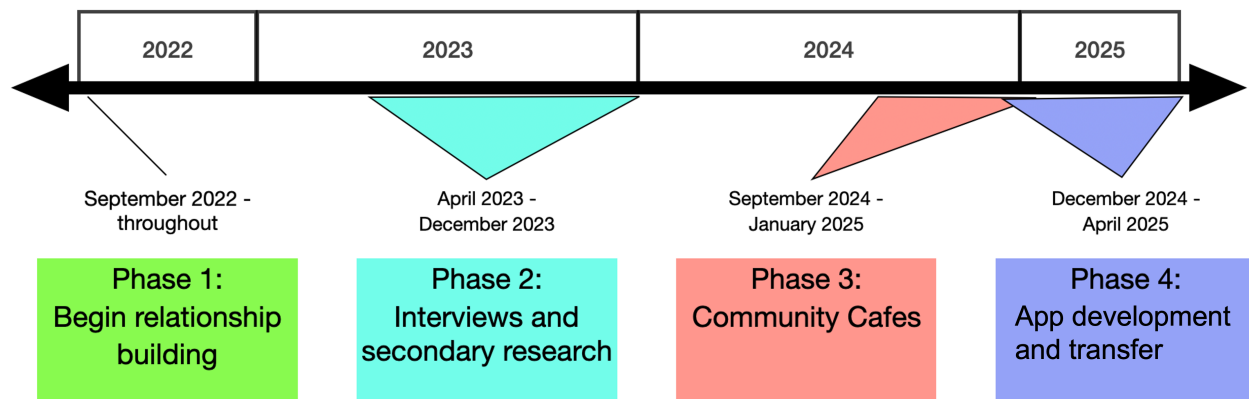 2022
2023
2024
2025
September 2022 -
throughout
April 2023 -
December 2023
September 2024 -
January 2025
December 2024 -
April 2025
Phase 1:
Begin relationship
building
Phase 2:
Interviews and
secondary research
Phase 3:
Community Cafes
Phase 4:
App development
and transfer